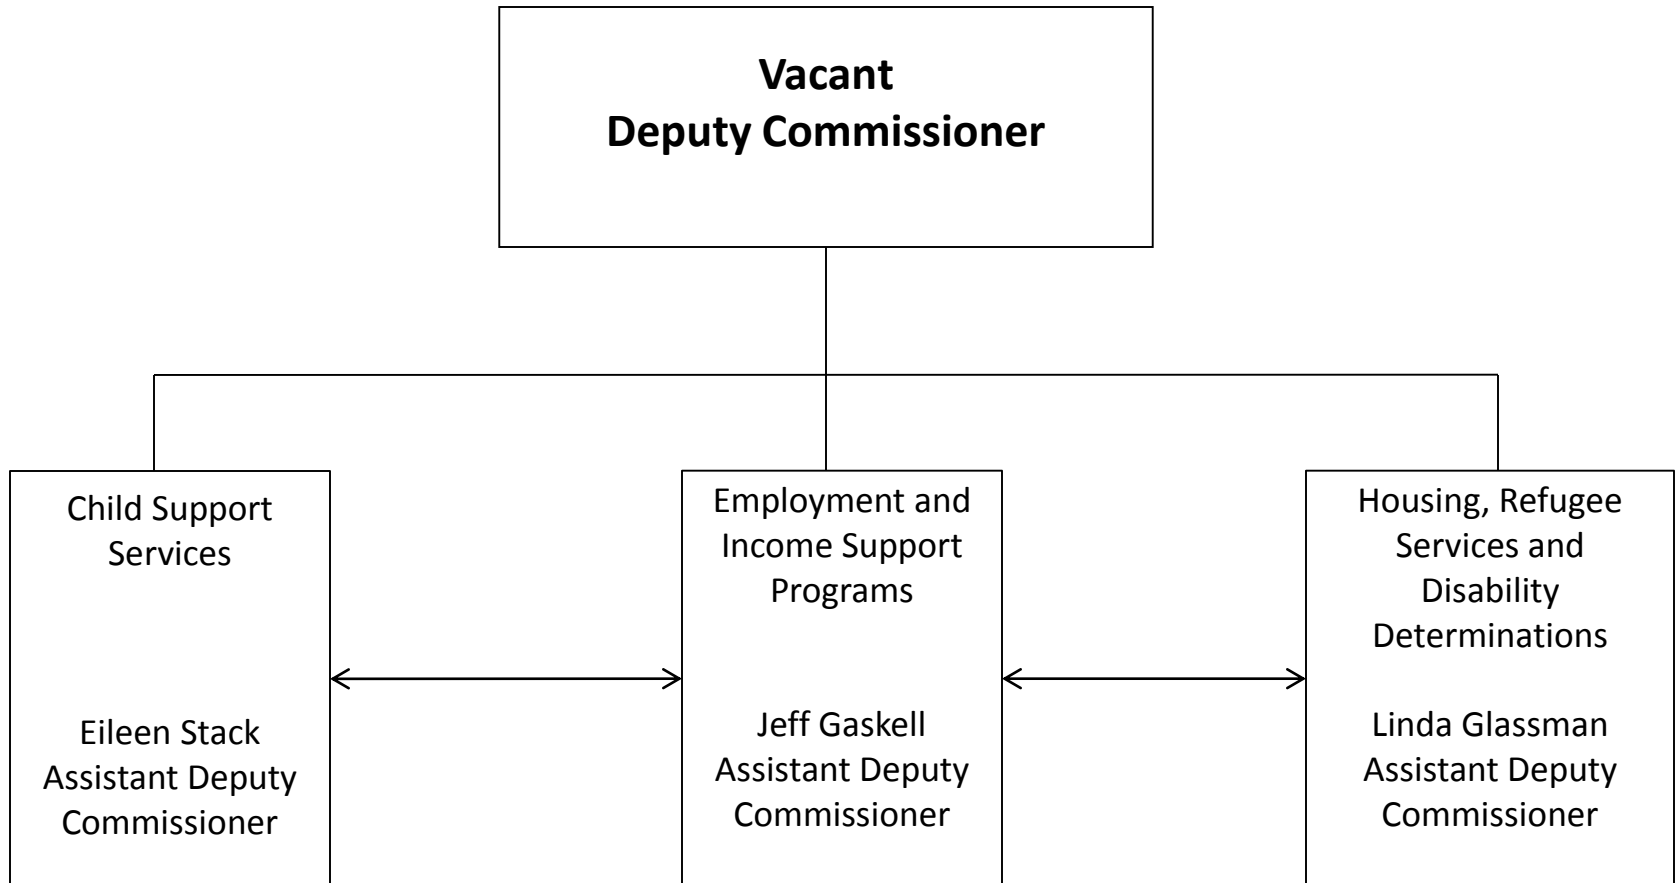 Vacant
Deputy Commissioner
Child Support
Services
Eileen Stack
Assistant Deputy
Commissioner
Employment and
Income Support
Programs
Jeff Gaskell
Assistant Deputy
Commissioner
Housing, Refugee
Services and
Disability
Determinations
Linda Glassman
Assistant Deputy
Commissioner